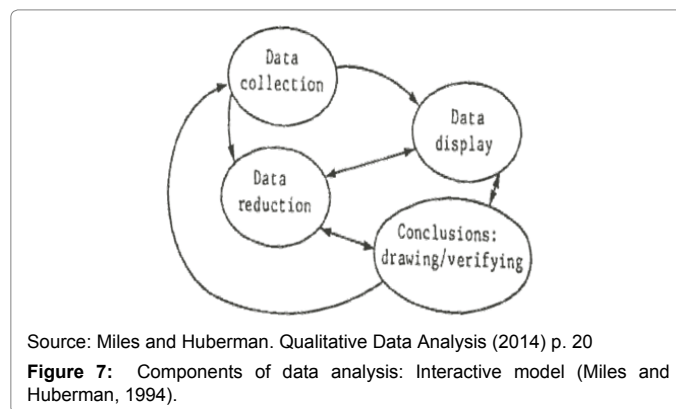 Data
collection
Data
display
Data
reduction
Conclusions:
drawing/verifying
Source: Miles and Huberman. Qualitative Data Analysis (2014) p. 20
Figure 7: Components of data analysis: Interactive model (Miles and
Huberman, 1994).